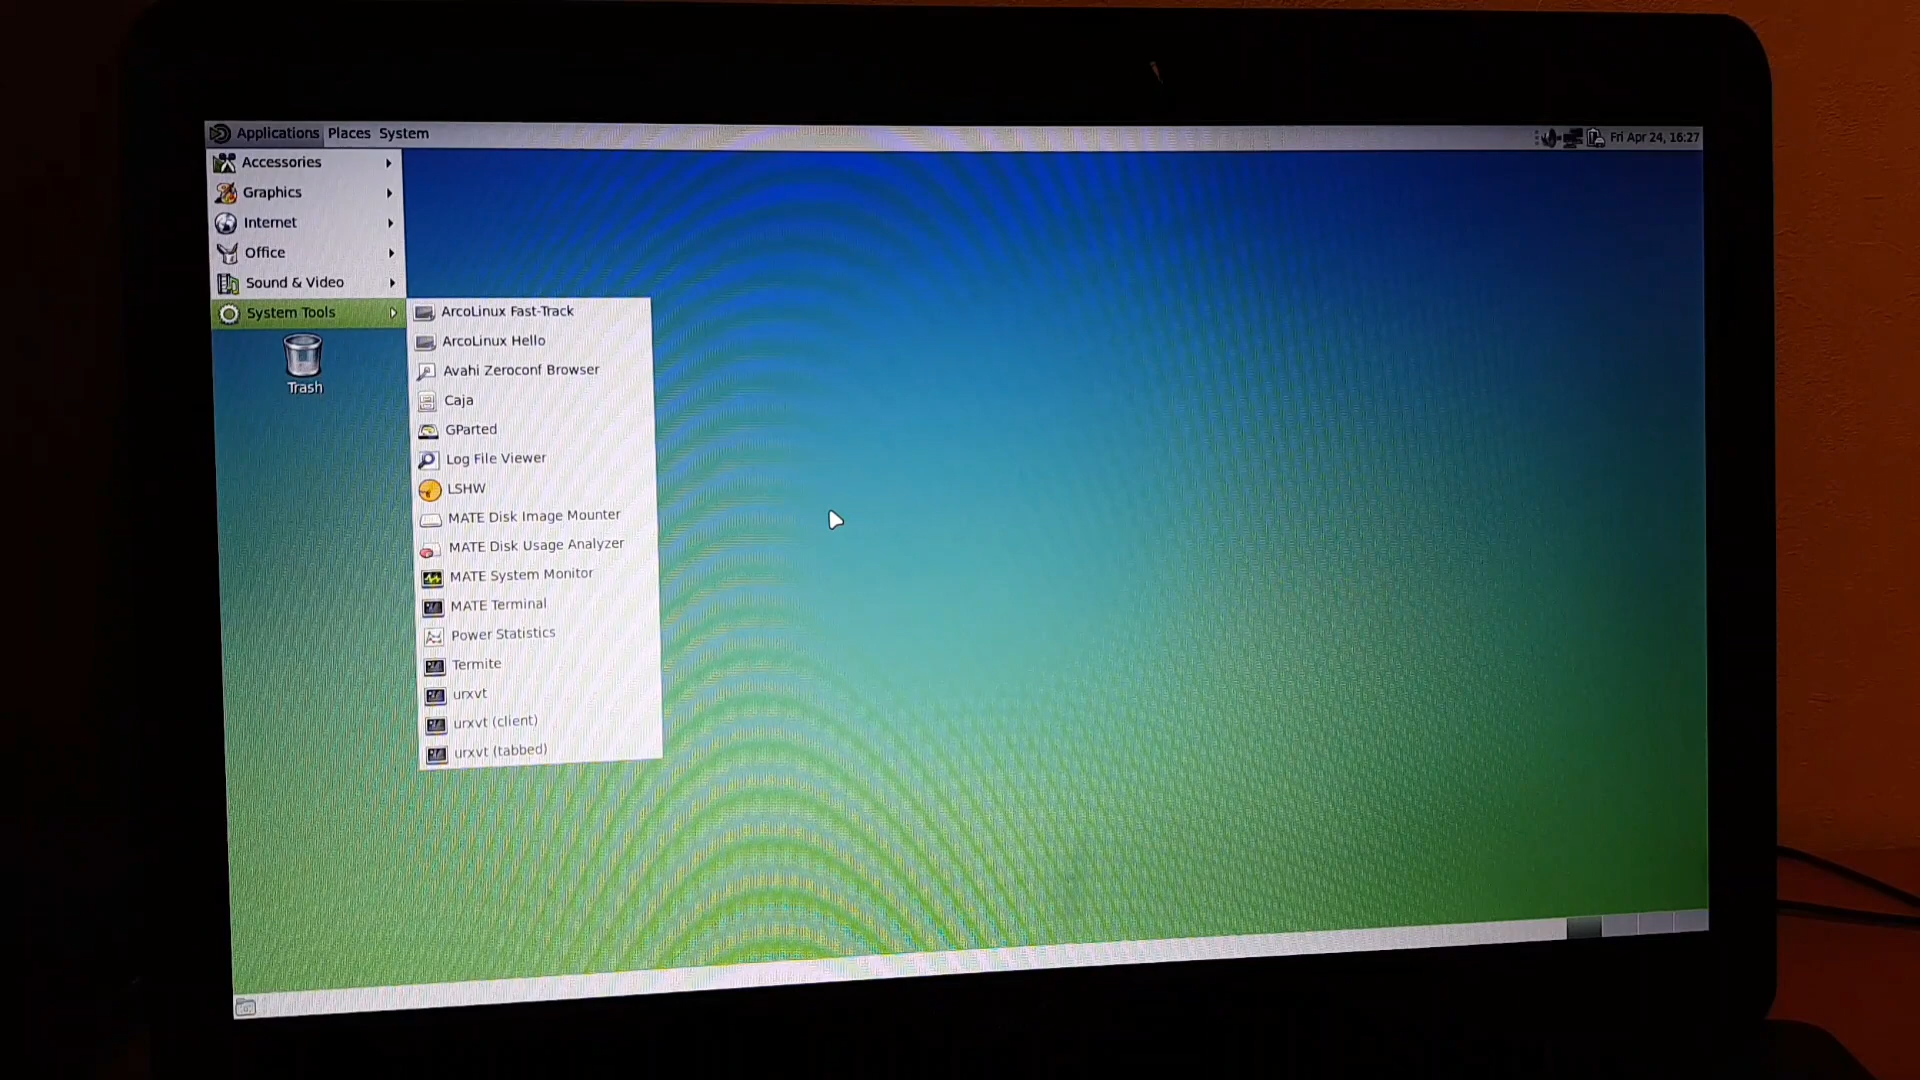 Applications Places System
Fri Apr 24, 16:27
Accessories
Graphics
Internet
Office
Sound & Video
System Tools
Trash
ArcoLinux Fast-Track
ArcoLinux Hello
Avahi Zeroconf Browser
Caja
GParted
Log File Viewer
LSHW
MATE Disk Image Mounter
MATE Disk Usage Analyzer
MATE System Monitor
MATE Terminal
Power Statistics
Termite
urxvt
urxvt (client)
urxvt (tabbed)